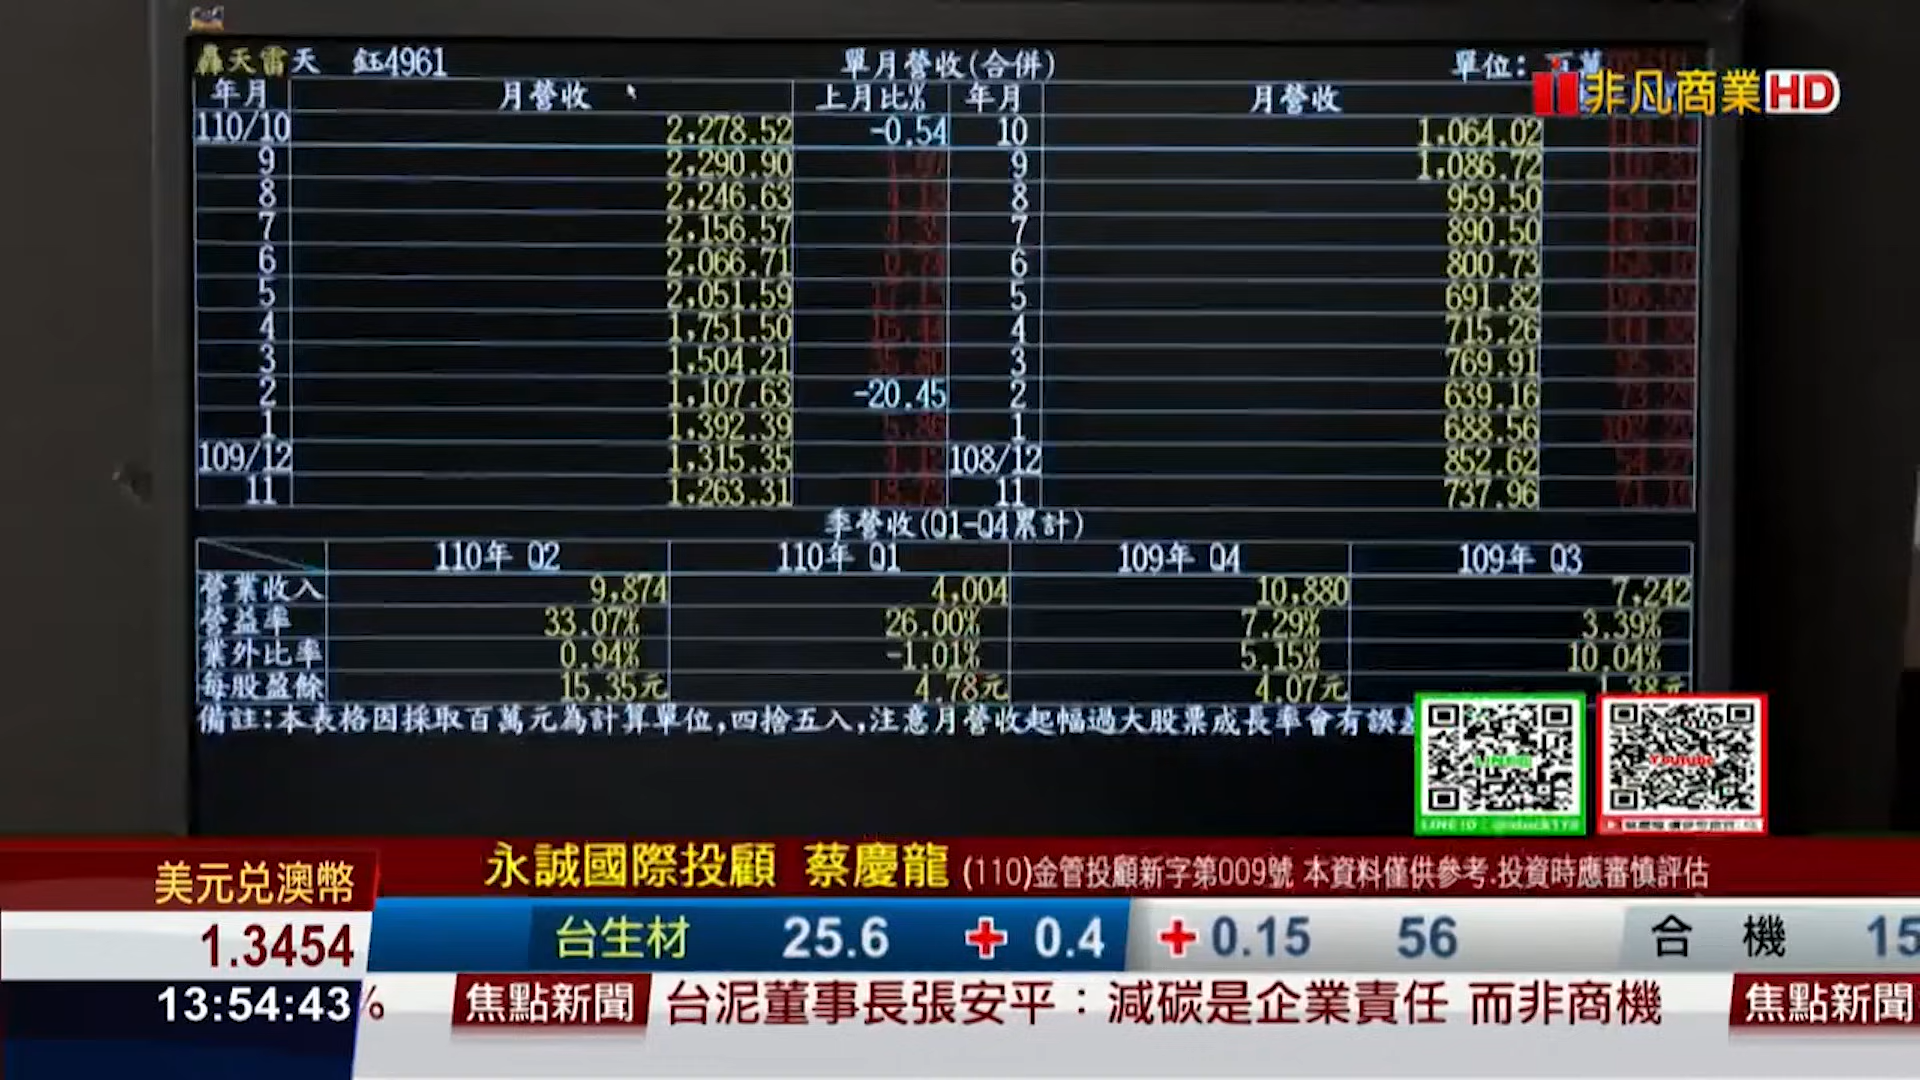 轟天雷天 鈺4961 單月營收(合併) 單位: 百萬
非凡商業HD
年月 月營收 上月比% 年月 月營收
110/10 2,278.52 -0.54 10 1,064.02
9 2,290.90 9 1,086.72
8 2,246.63 8 959.50
7 2,156.57 7 890.50
6 2,066.71 6 800.73
5 2,051.59 5 691.82
4 1,751.50 16.44 4 715.26
3 1,504.21 35.80 3 769.91
2 1,107.63 -20.45 2 639.16
1 1,392.39 5.86 1 688.56
109/12 1,315.35 108/12 852.62
11 1,263.31 11 737.96
季營收(Q1-Q4累計)
110年 Q2 110年 Q1 109年 Q4 109年 Q3
營業收入 9,874 4,004 10,880 7,242
營益率 33.07% 26.00% 7.29% 3.39%
業外比率 0.94% -1.01% 5.15% 10.04%
每股盈餘 15.35元 4.78元 4.07元 1.38元
備註:本表格因採取百萬元為計算單位,四捨五入,注意月營收起幅過大股票成長率會有誤差
Youtube
美元兌澳幣
1.3454
13:54:43 %
永誠國際投顧 蔡慶龍 (110)金管投顧新字第009號 本資料僅供參考.投資時應審慎評估
台生材 25.6 + 0.4 + 0.15 56 合 機 15
焦點新聞 台泥董事長張安平：減碳是企業責任 而非商機 焦點新聞